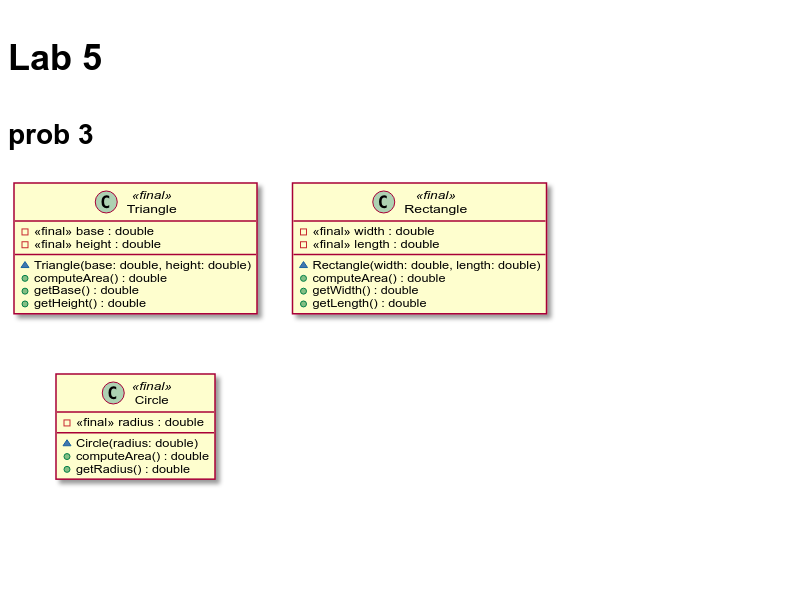 Lab 5
prob 3
C «final»
Triangle
«final» base : double
«final» height : double
Triangle(base: double, height: double)
computeArea() : double
getBase() : double
getHeight() : double
C «final»
Rectangle
«final» width : double
«final» length : double
Rectangle(width: double, length: double)
computeArea() : double
getWidth() : double
getLength() : double
C «final»
Circle
«final» radius : double
Circle(radius: double)
computeArea() : double
getRadius() : double